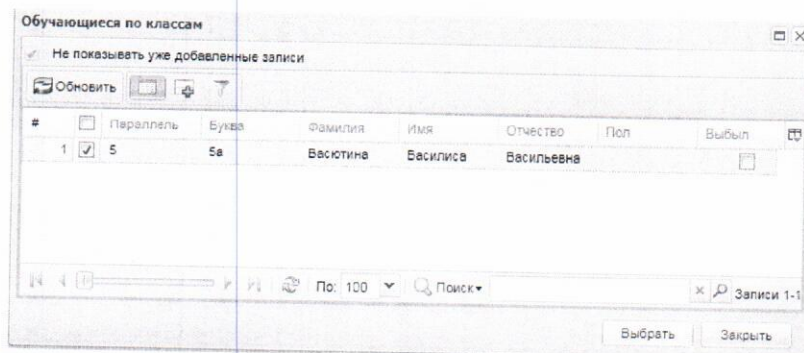 Обучающиеся по классам
Не показывать уже добавленные записи
Обновить
# Параллель Буква Фамилия Имя Отчество Пол Выбыл
1 5 5а Васютина Василиса Васильевна
По: 100 Поиск Записи 1-1
Выбрать Закрыть